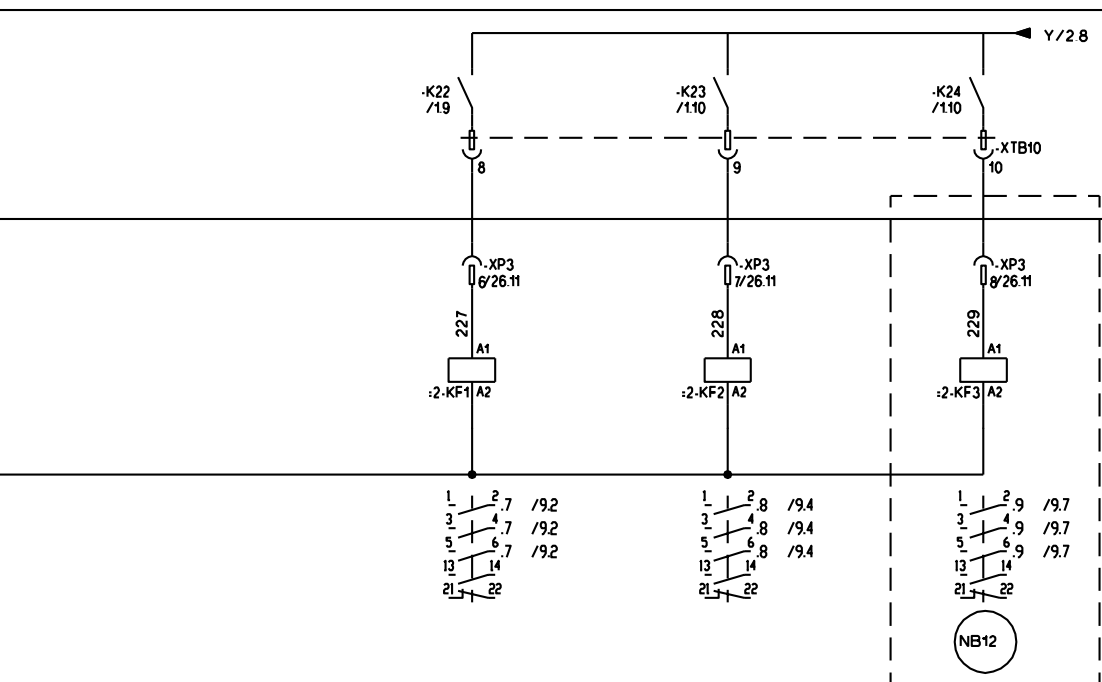 Y/2.8
-K22
/1.9
-K23
/1.10
-K24
/1.10
-XTB10
8
9
10
-XP3
6/26.11
-XP3
7/26.11
-XP3
8/26.11
227
228
229
A1
A1
A1
=2-KF1 A2
=2-KF2 A2
=2-KF3 A2
1 2 .7 /9.2
3 4 .7 /9.2
5 6 .7 /9.2
13 14
21 22
1 2 .8 /9.4
3 4 .8 /9.4
5 6 .8 /9.4
13 14
21 22
1 2 .9 /9.7
3 4 .9 /9.7
5 6 .9 /9.7
13 14
21 22
NB12